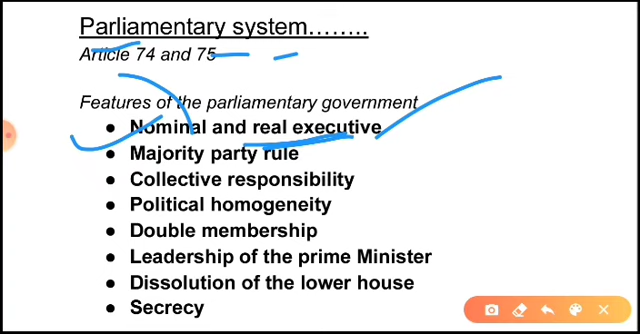 Parliamentary system........
Article 74 and 75
Features of the parliamentary government
● Nominal and real executive
● Majority party rule
● Collective responsibility
● Political homogeneity
● Double membership
● Leadership of the prime Minister
● Dissolution of the lower house
● Secrecy